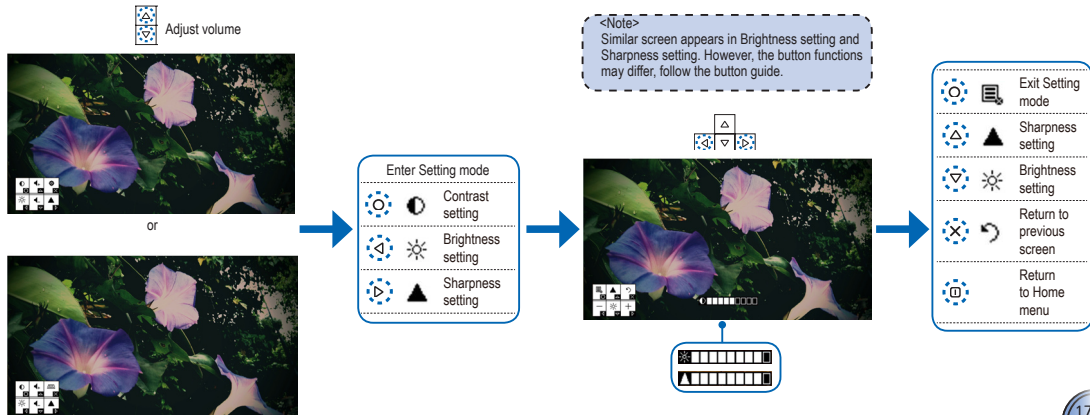 Adjust volume
or
Enter Setting mode
Contrast
setting
Brightness
setting
Sharpness
setting
<Note>
Similar screen appears in Brightness setting and
Sharpness setting. However, the button functions
may differ, follow the button guide.
Exit Setting
mode
Sharpness
setting
Brightness
setting
Return to
previous
screen
Return
to Home
menu
17